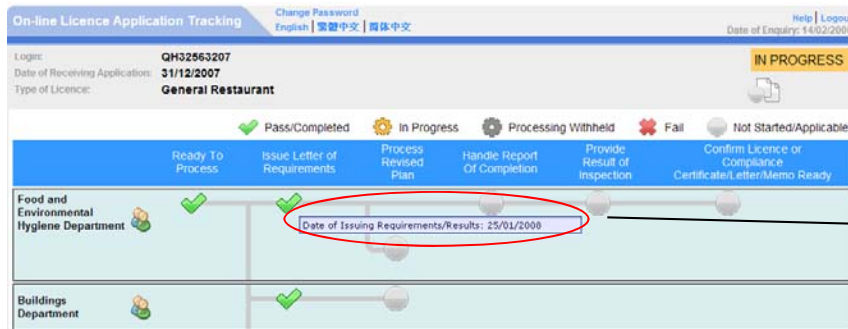 On-line Licence Application Tracking
Change Password
English | 繁體中文 | 简体中文
Help | Logou
Date of Enquiry: 14/02/200
Login: QH32563207
Date of Receiving Application: 31/12/2007
Type of Licence: General Restaurant
IN PROGRESS
Pass/Completed In Progress Processing Withheld Fail Not Started/Applicable
Ready To Process
Issue Letter of Requirements
Process Revised Plan
Handle Report Of Completion
Provide Result of Inspection
Confirm Licence or Compliance Certificate/Letter/Memo Ready
Food and Environmental Hygiene Department
Date of Issuing Requirements/Results: 25/01/2008
Buildings Department